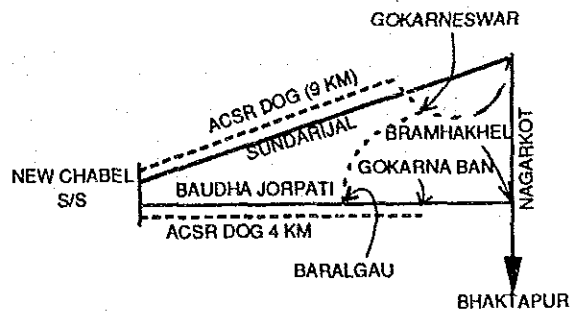 GOKARNESWAR
ACSR DOG (9 KM)
SUNDARIJAL
BRAMHAKHEL
NEW CHABEL
S/S
BAUDHA JORPATI
GOKARNA BAN
NAGARKOT
ACSR DOG 4 KM
BARALGAU
BHAKTAPUR